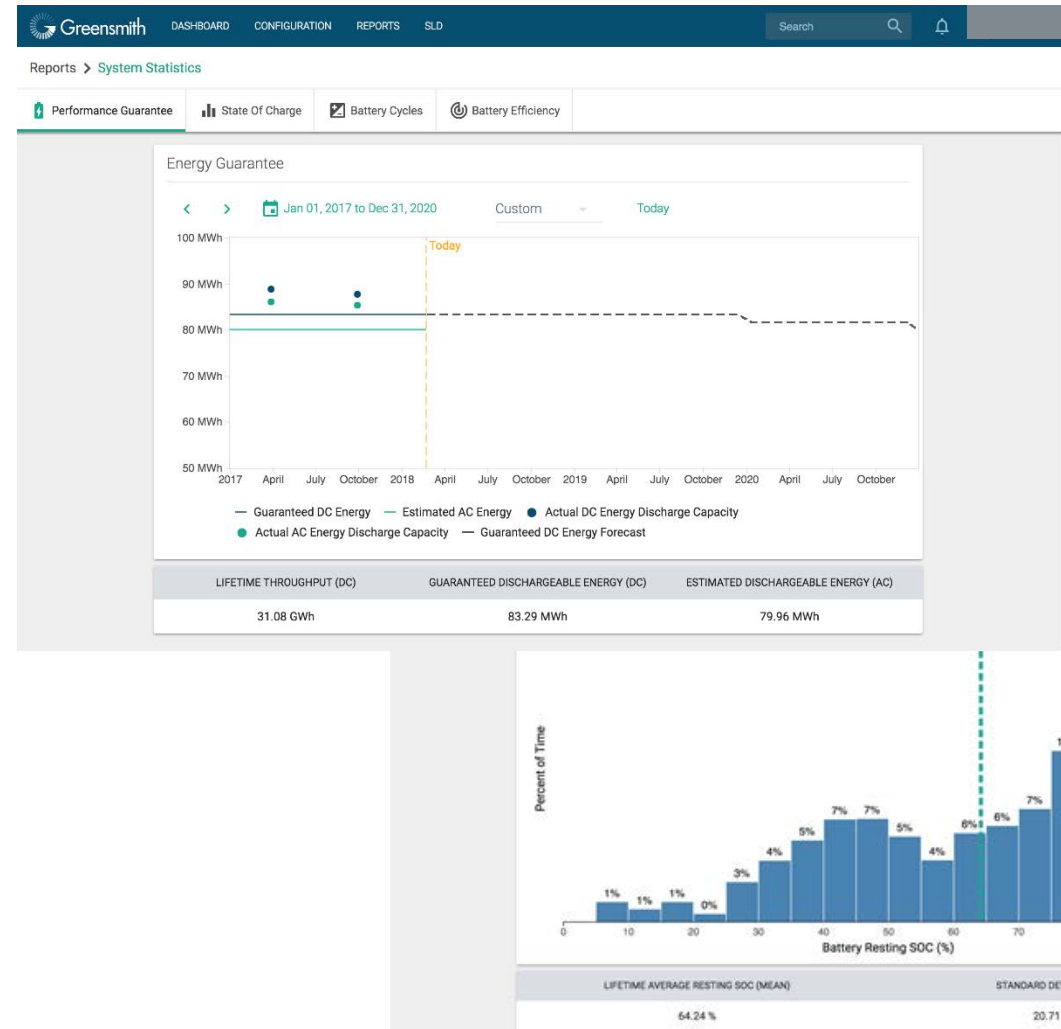 Greensmith DASHBOARD CONFIGURATION REPORTS SLD Search
Reports > System Statistics
Performance Guarantee State Of Charge Battery Cycles Battery Efficiency
Energy Guarantee
Jan 01, 2017 to Dec 31, 2020 Custom Today
100 MWh
Today
90 MWh
80 MWh
70 MWh
60 MWh
50 MWh
2017 April July October 2018 April July October 2019 April July October 2020 April July October
Guaranteed DC Energy Estimated AC Energy Actual DC Energy Discharge Capacity
Actual AC Energy Discharge Capacity Guaranteed DC Energy Forecast
LIFETIME THROUGHPUT (DC) GUARANTEED DISCHARGEABLE ENERGY (DC) ESTIMATED DISCHARGEABLE ENERGY (AC)
31.08 GWh 83.29 MWh 79.96 MWh
Percent of Time
1% 1% 1% 0% 3% 4% 5% 7% 7% 5% 4% 6% 6% 7%
0 10 20 30 40 50 60 70
Battery Resting SOC (%)
LIFETIME AVERAGE RESTING SOC (MEAN) STANDARD DE
64.24 % 20.71